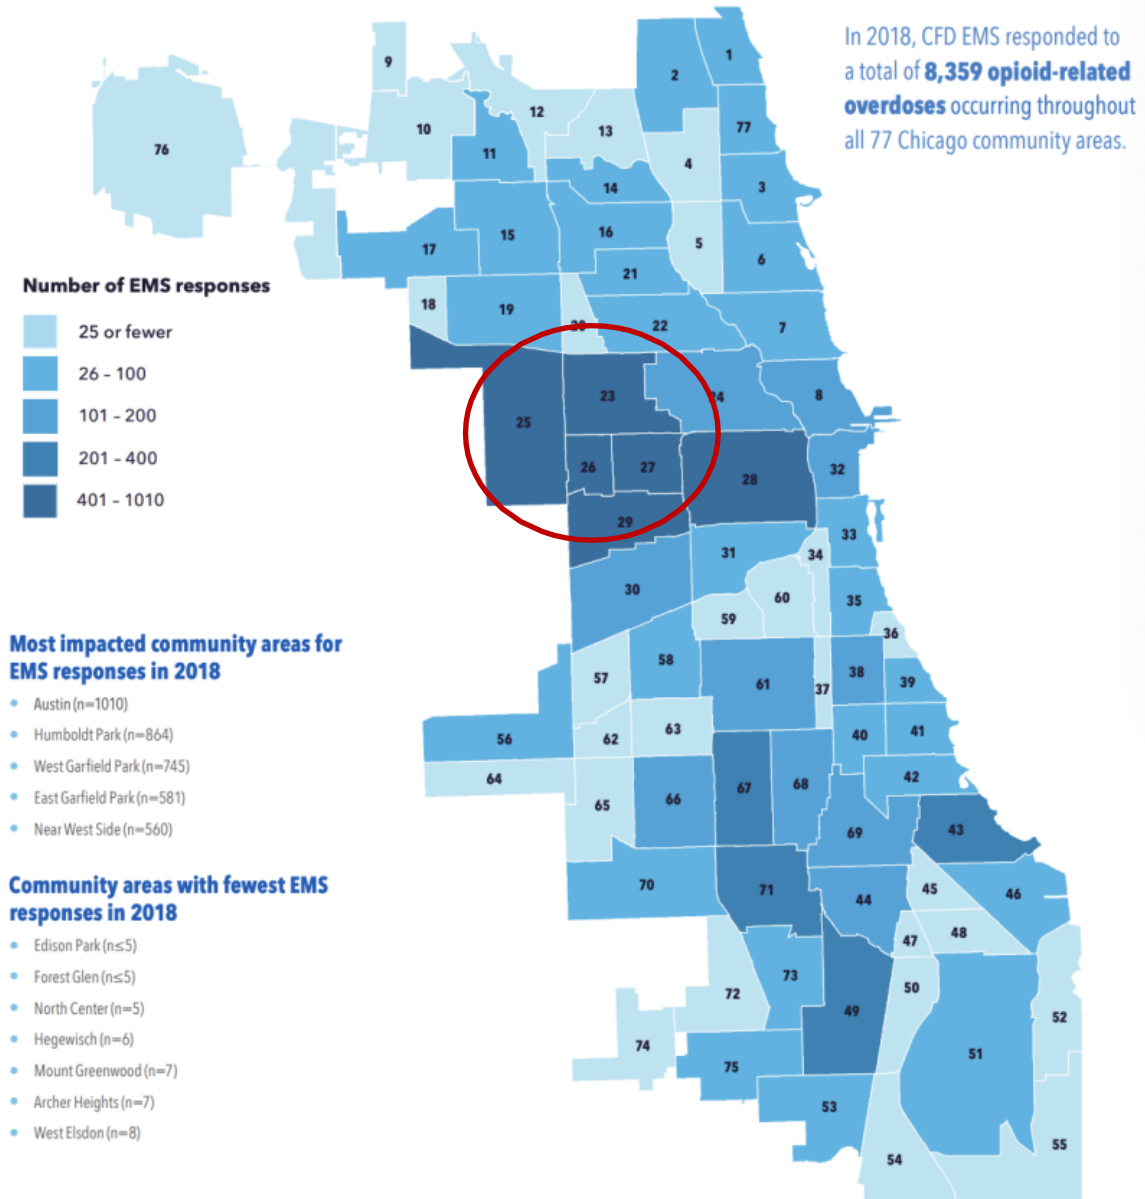 In 2018, CFD EMS responded to
a total of 8,359 opioid-related
overdoses occurring throughout
all 77 Chicago community areas.
9
1
2
12
76
10
13
77
11
4
14
3
16
15
5
17
6
21
Number of EMS responses
18
19
20
22
7
25 or fewer
26 – 100
101 – 200
201 – 400
401 – 1010
23
24
8
25
26
27
28
32
29
33
31
34
30
60
35
59
36
Most impacted community areas for
EMS responses in 2018
Austin (n=1010)
Humboldt Park (n=864)
West Garfield Park (n=745)
East Garfield Park (n=581)
Near West Side (n=560)
58
57
61
37
38
39
63
62
56
40
41
64
42
65
66
67
68
69
43
Community areas with fewest EMS
responses in 2018
Edison Park (n≤5)
Forest Glen (n≤5)
North Center (n=5)
Hegewisch (n=6)
Mount Greenwood (n=7)
Archer Heights (n=7)
West Elsdon (n=8)
70
71
44
45
46
47
48
73
72
50
49
52
74
51
75
53
55
54